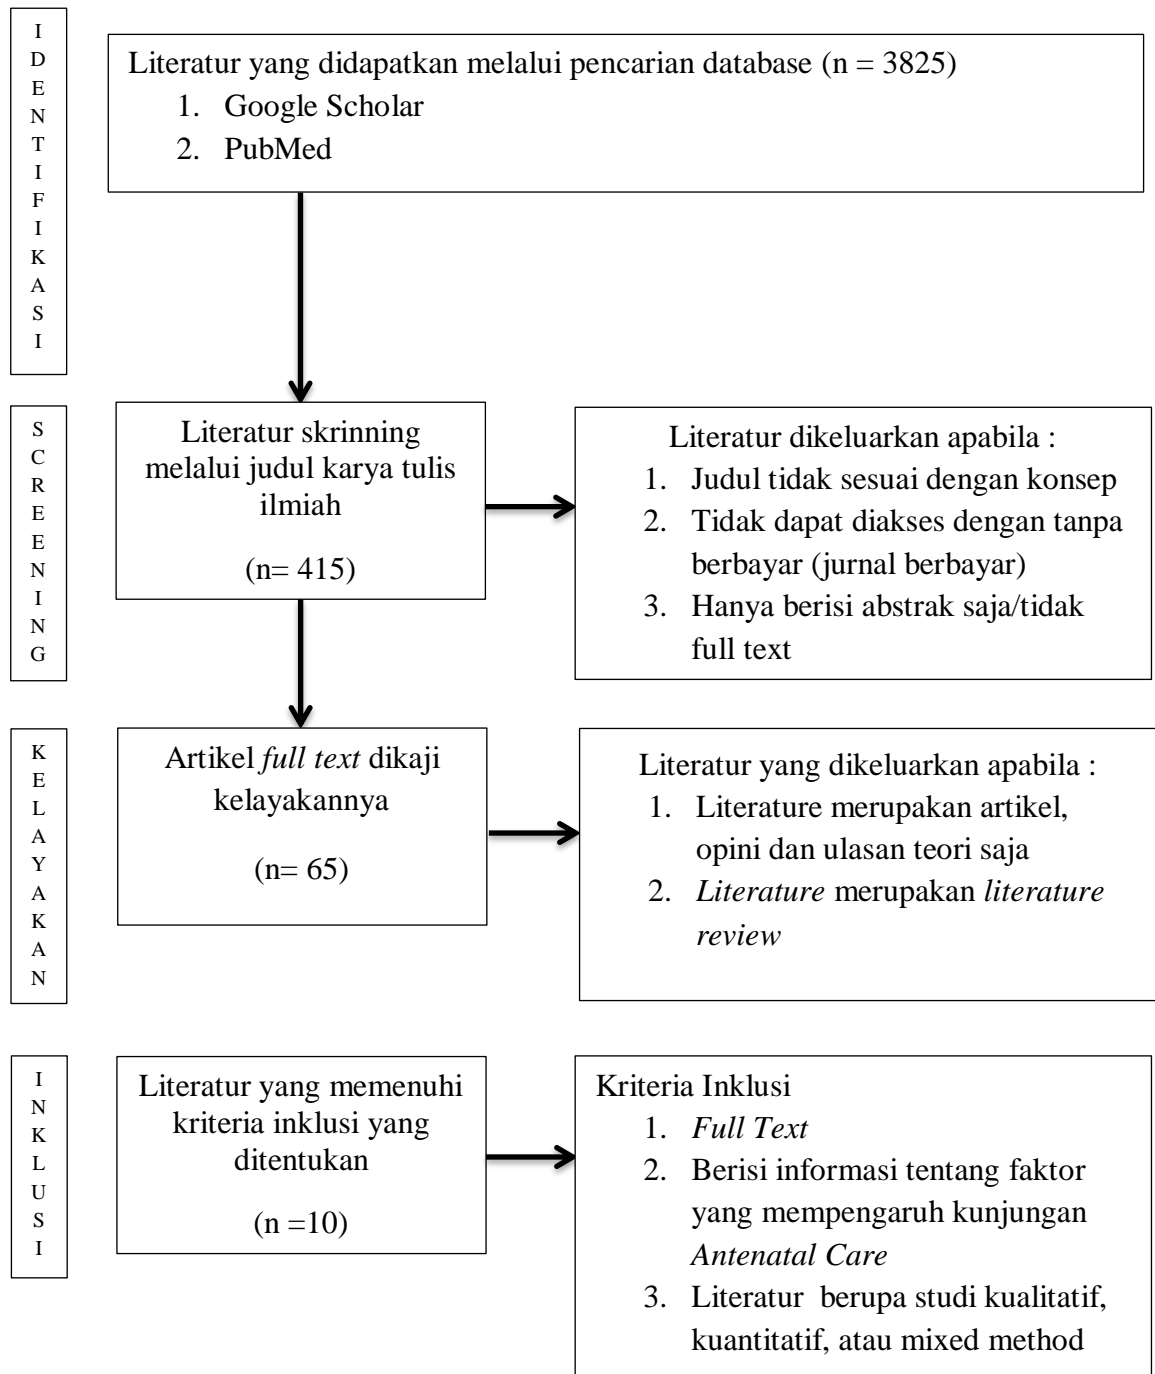 IDENTIFIKASI
Literatur yang didapatkan melalui pencarian database (n = 3825)
1. Google Scholar
2. PubMed
SCREENING
Literatur skrinning
melalui judul karya tulis
ilmiah
(n= 415)
Literatur dikeluarkan apabila :
1. Judul tidak sesuai dengan konsep
2. Tidak dapat diakses dengan tanpa
berbayar (jurnal berbayar)
3. Hanya berisi abstrak saja/tidak
full text
KELAYAKAN
Artikel full text dikaji
kelayakannya
(n= 65)
Literatur yang dikeluarkan apabila :
1. Literature merupakan artikel,
opini dan ulasan teori saja
2. Literature merupakan literature
review
INKLUSI
Literatur yang memenuhi
kriteria inklusi yang
ditentukan
(n =10)
Kriteria Inklusi
1. Full Text
2. Berisi informasi tentang faktor
yang mempengaruh kunjungan
Antenatal Care
3. Literatur berupa studi kualitatif,
kuantitatif, atau mixed method